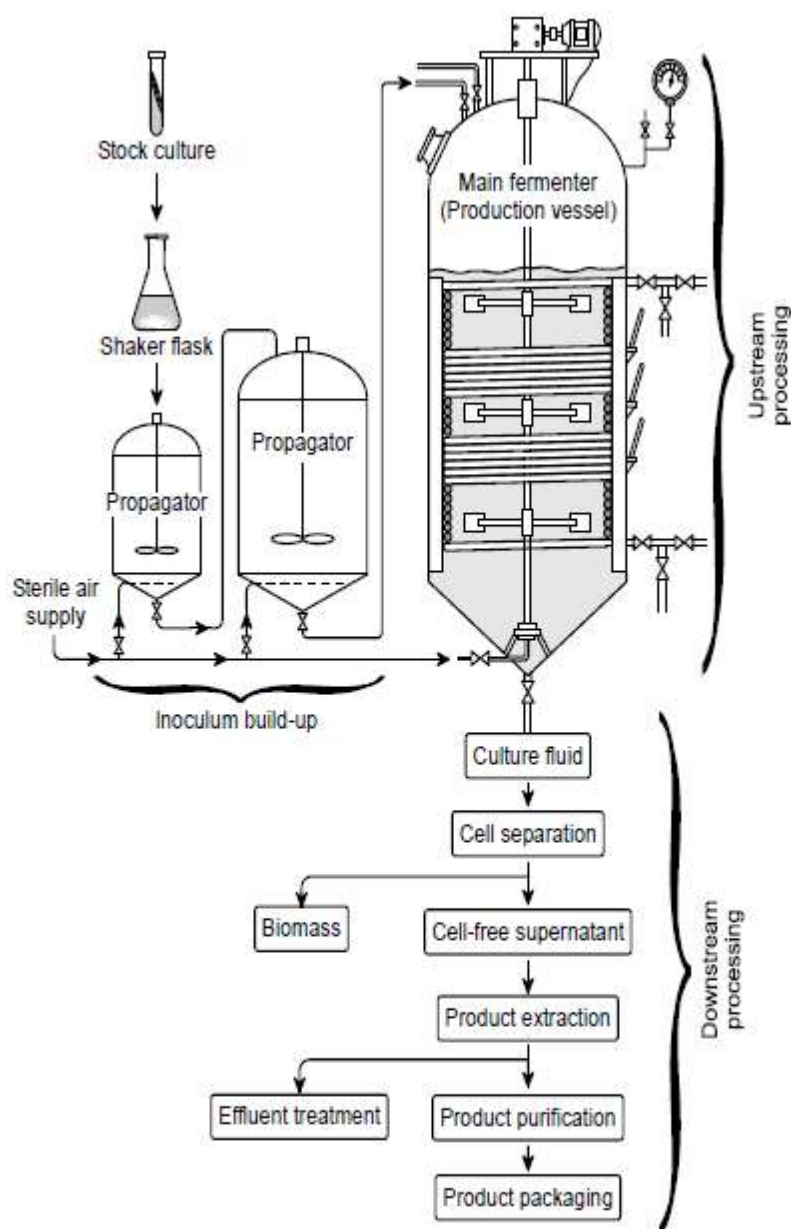 Stock culture
Shaker flask
Propagator
Propagator
Sterile air
supply
Inoculum build-up
Main fermenter
(Production vessel)
Upstream
processing
Culture fluid
Cell separation
Biomass
Cell-free supernatant
Product extraction
Effluent treatment
Product purification
Product packaging
Downstream
processing